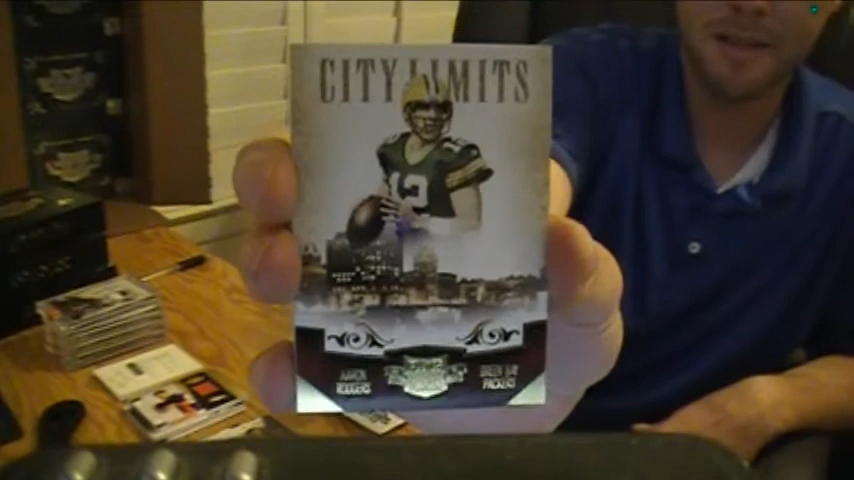 CITY LIMITS
12
AARON
RODGERS
GREEN BAY
PACKERS